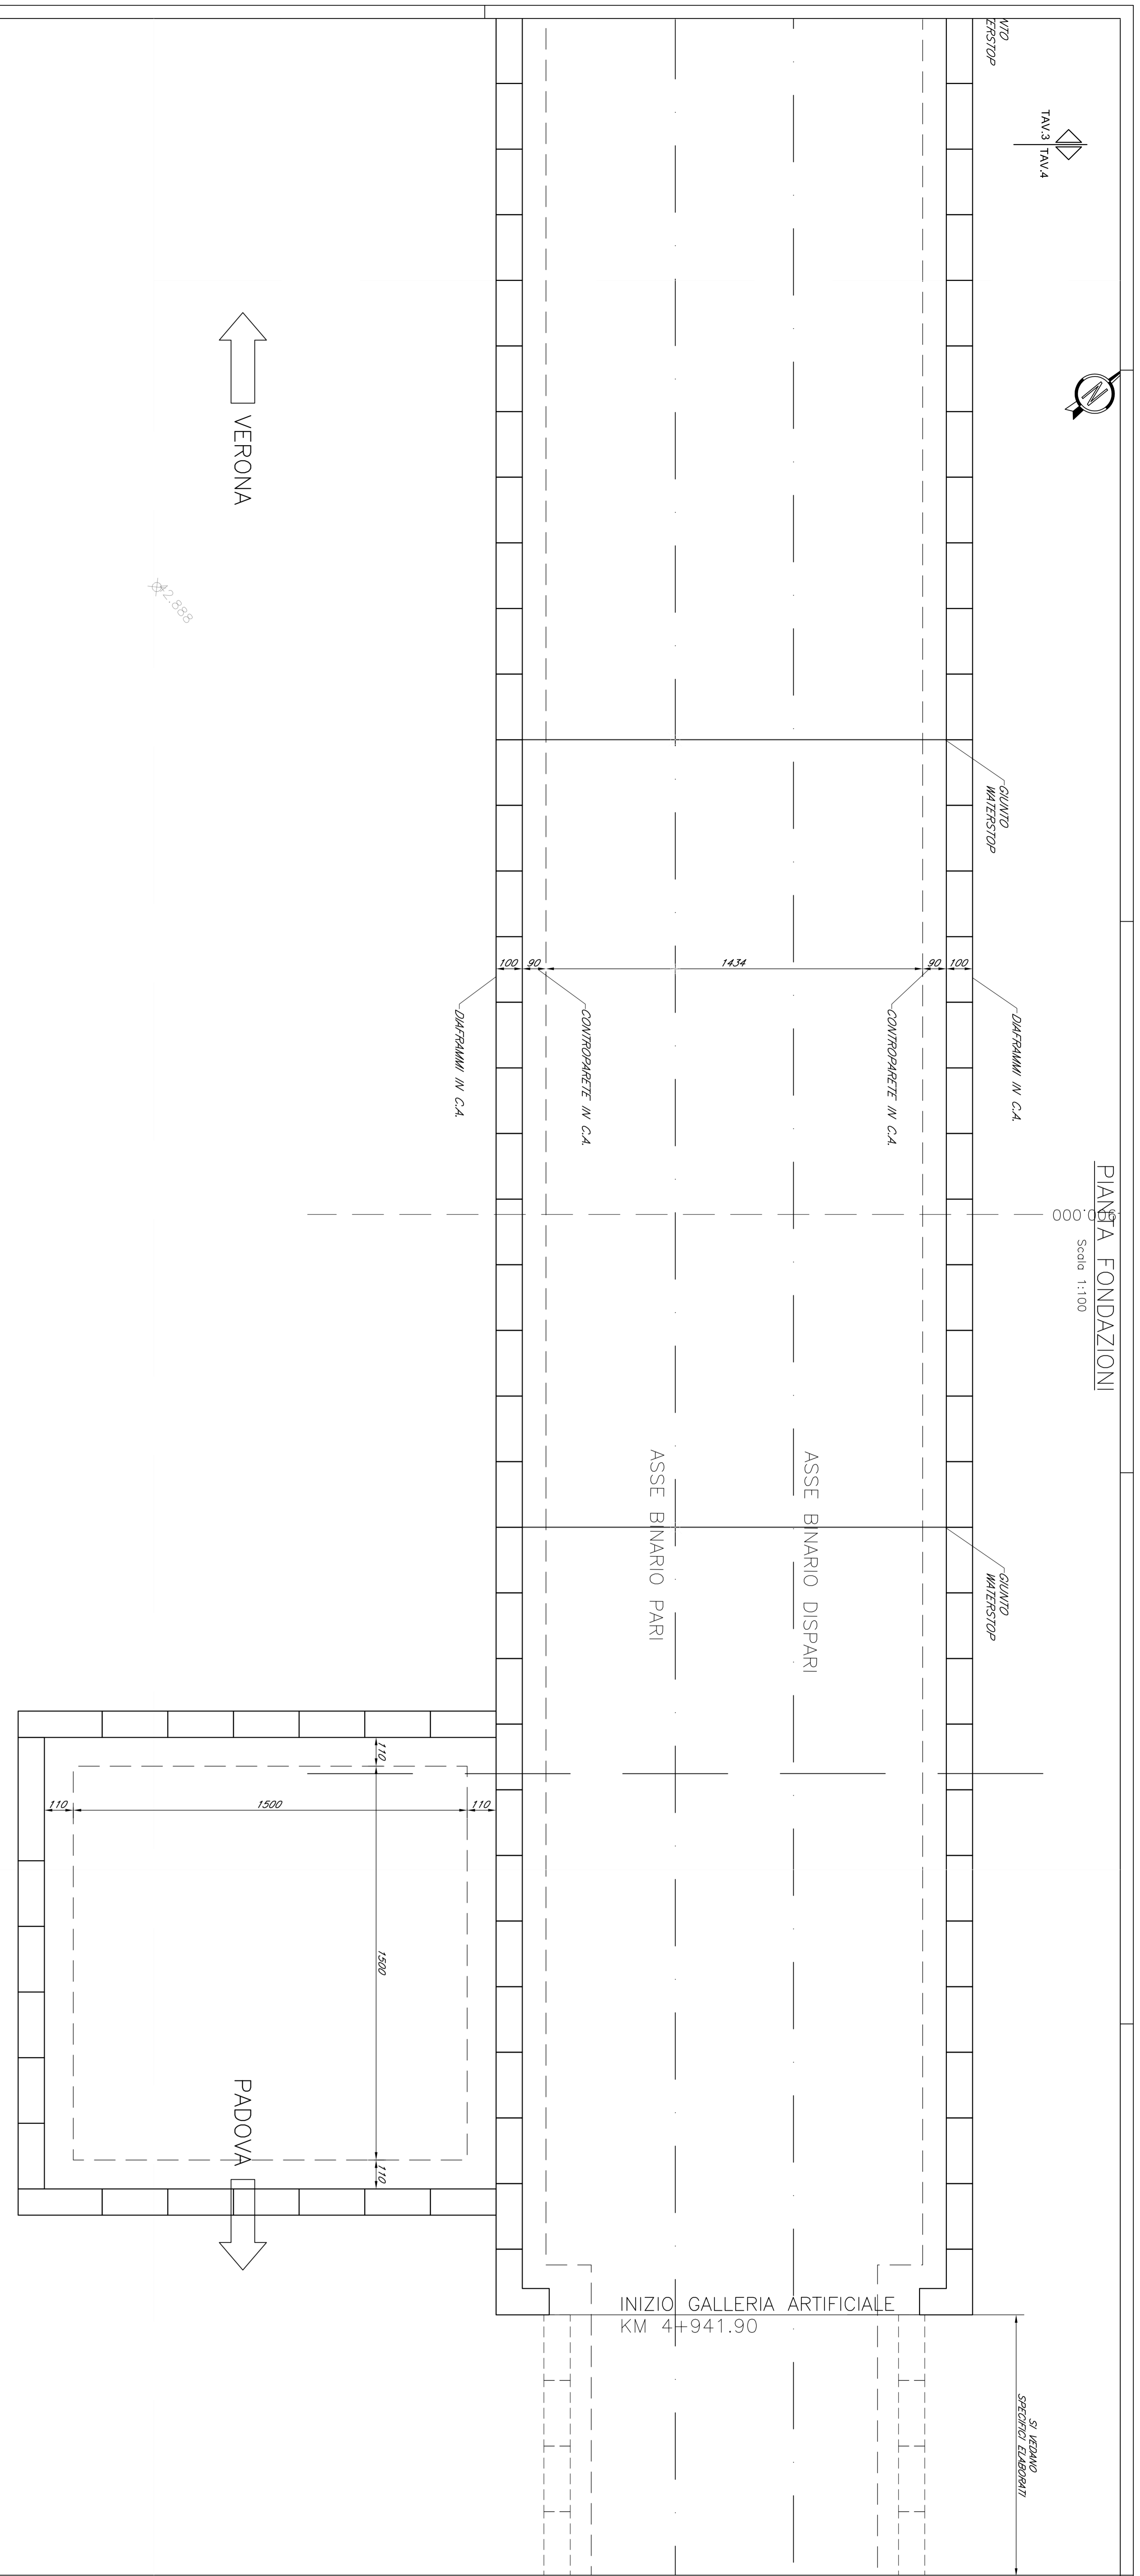 PIANTA FONDAZIONI
Scala 1:100
TAV.3
TAV.4
N
GIUNTO
WATERSTOP
GIUNTO
WATERSTOP
DIAFRAMMI IN C.A.
CONTROPARETE IN C.A.
100
90
1434
90
100
CONTROPARETE IN C.A.
DIAFRAMMI IN C.A.
ASSE BINARIO DISPARI
ASSE BINARIO PARI
VERONA
42.888
110
1500
110
110
1500
110
PADOVA
INIZIO GALLERIA ARTIFICIALE
KM 4+941.90
SI VEDANO
SPECIFICI ELABORATI